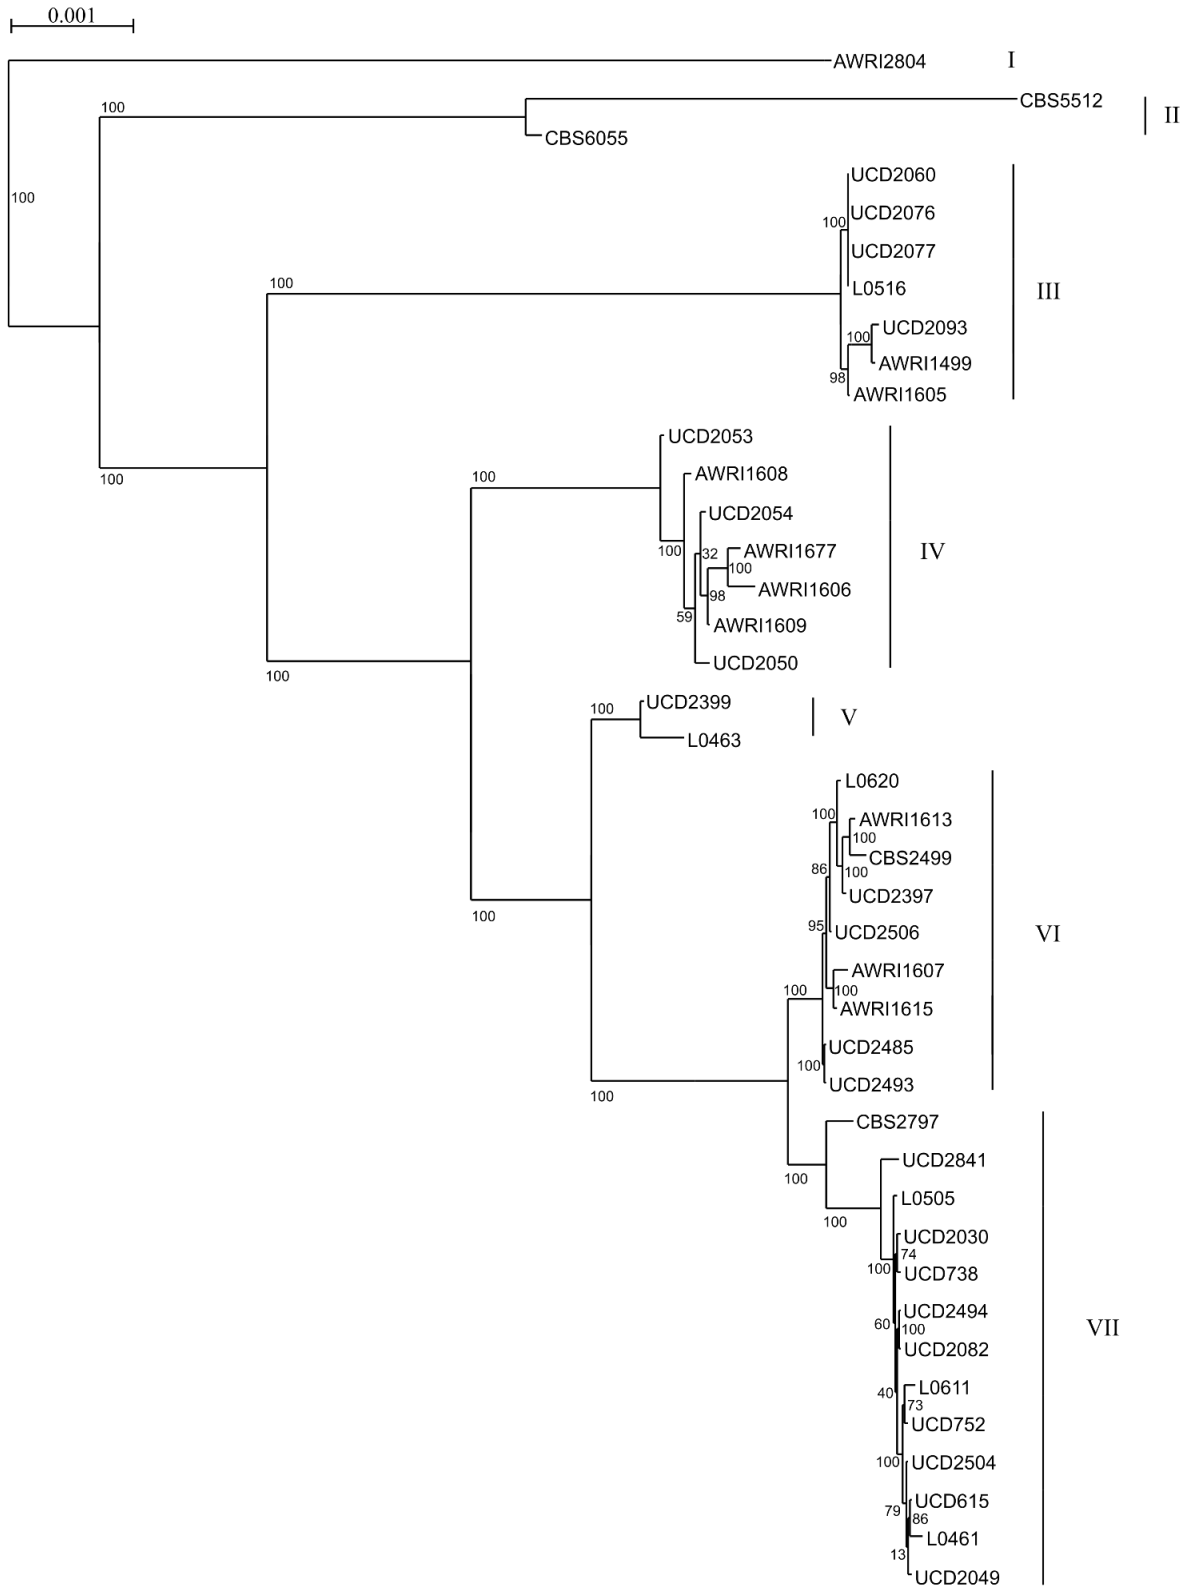 0.001
AWRI2804 I
100
CBS5512
II
CBS6055
UCD2060
100
UCD2076
100
UCD2077
100
L0516
III
UCD2093
100
AWRI1499
98
AWRI1605
UCD2053
100
100
AWRI1608
UCD2054
100
32
AWRI1677
IV
100
AWRI1606
98
59
AWRI1609
UCD2050
100
UCD2399
100
V
L0463
L0620
100
AWRI1613
100
CBS2499
86
100
UCD2397
100
95
UCD2506
VI
AWRI1607
100
100
AWRI1615
UCD2485
100
UCD2493
100
CBS2797
UCD2841
100
L0505
100
UCD2030
74
100
UCD738
UCD2494
60
100
VII
UCD2082
L0611
40
73
UCD752
100
UCD2504
UCD615
79
86
L0461
13
UCD2049